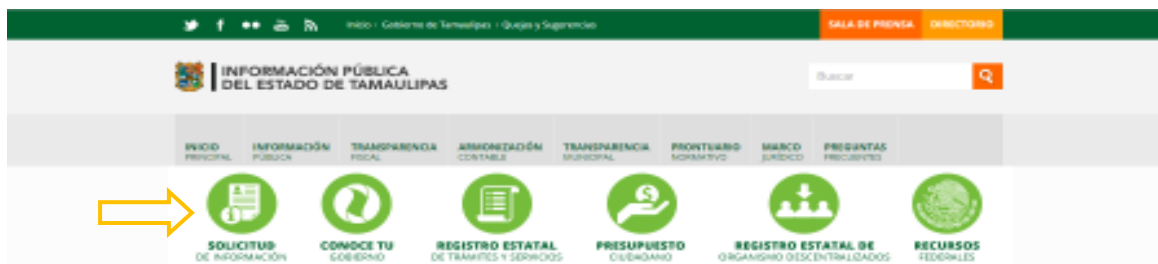 Inicio · Gobierno de Tamaulipas · Quejas y Sugerencias SALA DE PRENSA DIRECTORIO
INFORMACIÓN PÚBLICA
DEL ESTADO DE TAMAULIPAS
Buscar
INICIO INFORMACIÓN TRANSPARENCIA ARMONIZACIÓN TRANSPARENCIA PRONTUARIO MARCO PREGUNTAS
PRINCIPAL PÚBLICA FISCAL CONTABLE MUNICIPAL NORMATIVO JURÍDICO FRECUENTES
SOLICITUD CONOCE TU REGISTRO ESTATAL PRESUPUESTO REGISTRO ESTATAL DE RECURSOS
DE INFORMACIÓN GOBIERNO DE TRÁMITES Y SERVICIOS CIUDADANO ORGANISMO DESCENTRALIZADOS FEDERALES